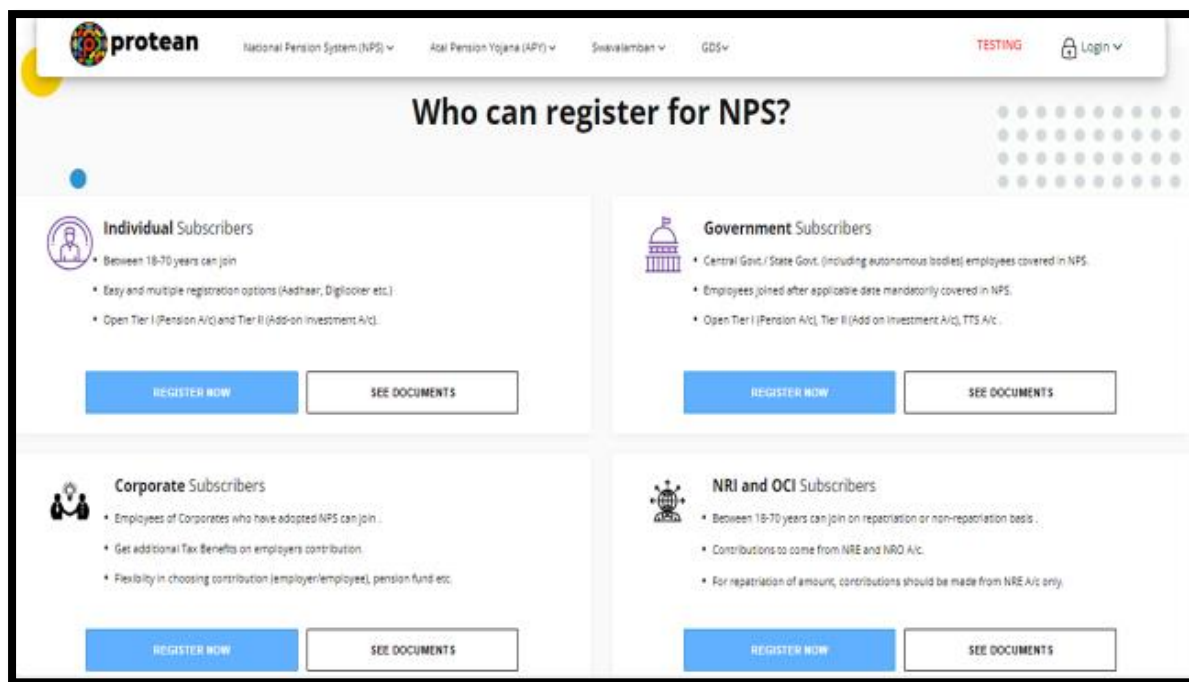 protean National Pension System (NPS) Atal Pension Yojana (APY) Swavalamban GDS TESTING Login
Who can register for NPS?
Individual Subscribers
• Between 18-70 years can join
• Easy and multiple registration options (Aadhaar, Digilocker etc.)
• Open Tier I (Pension A/c) and Tier II (Add-on Investment A/c).
REGISTER NOW SEE DOCUMENTS
Government Subscribers
• Central Govt./ State Govt. (including autonomous bodies) employees covered in NPS.
• Employees joined after applicable date mandatorily covered in NPS.
• Open Tier I (Pension A/c), Tier II (Add on Investment A/c), TTS A/c .
REGISTER NOW SEE DOCUMENTS
Corporate Subscribers
• Employees of Corporates who have adopted NPS can join .
• Get additional Tax Benefits on employers contribution.
• Flexibility in choosing contribution (employer/employee), pension fund etc.
REGISTER NOW SEE DOCUMENTS
NRI and OCI Subscribers
• Between 18-70 years can join on repatriation or non-repatriation basis .
• Contributions to come from NRE and NRO A/c.
• For repatriation of amount, contributions should be made from NRE A/c only.
REGISTER NOW SEE DOCUMENTS